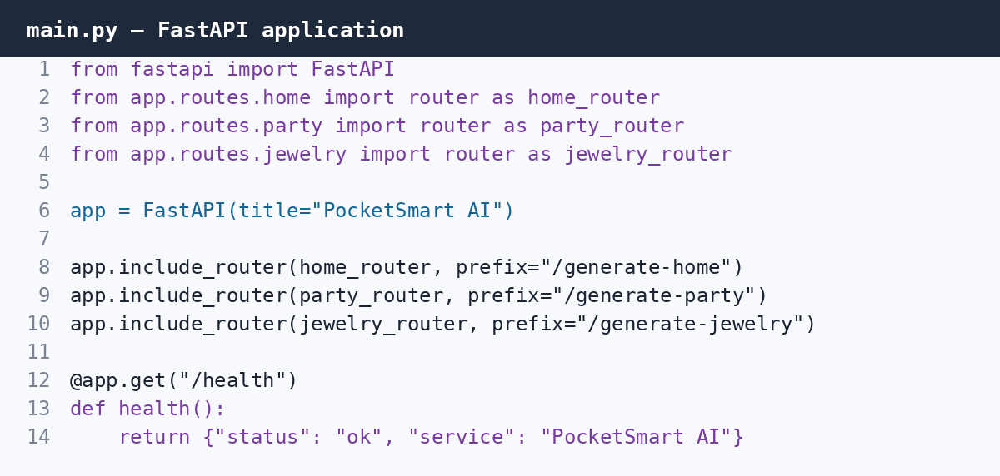 main.py — FastAPI application
1 from fastapi import FastAPI
2 from app.routes.home import router as home_router
3 from app.routes.party import router as party_router
4 from app.routes.jewelry import router as jewelry_router
5
6 app = FastAPI(title="PocketSmart AI")
7
8 app.include_router(home_router, prefix="/generate-home")
9 app.include_router(party_router, prefix="/generate-party")
10 app.include_router(jewelry_router, prefix="/generate-jewelry")
11
12 @app.get("/health")
13 def health():
14     return {"status": "ok", "service": "PocketSmart AI"}